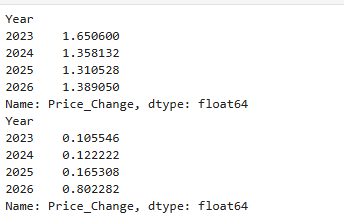 Year
2023    1.650600
2024    1.358132
2025    1.310528
2026    1.389050
Name: Price_Change, dtype: float64
Year
2023    0.105546
2024    0.122222
2025    0.165308
2026    0.802282
Name: Price_Change, dtype: float64